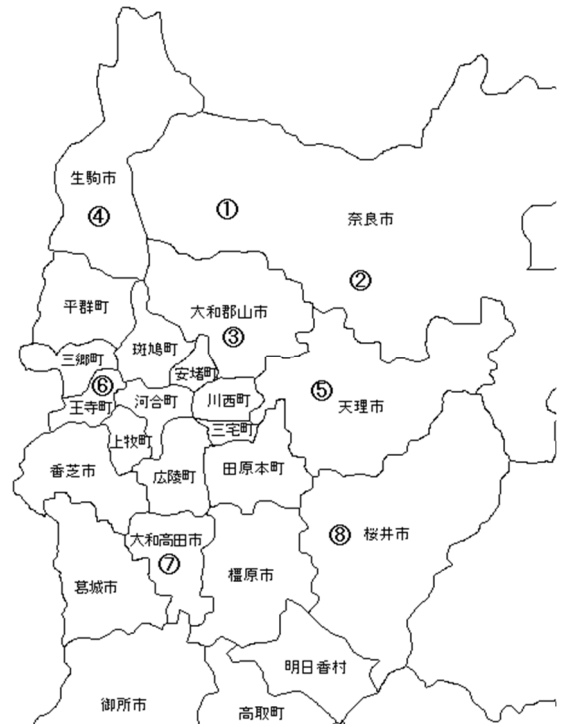 生駒市
④
①
奈良市
②
平群町
大和郡山市
③
斑鳩町
三郷町
安堵町
⑥
⑤
王寺町
河合町
川西町
天理市
三宅町
上牧町
香芝市
広陵町
田原本町
大和高田市
⑧
桜井市
⑦
橿原市
葛城市
明日香村
御所市
高取町